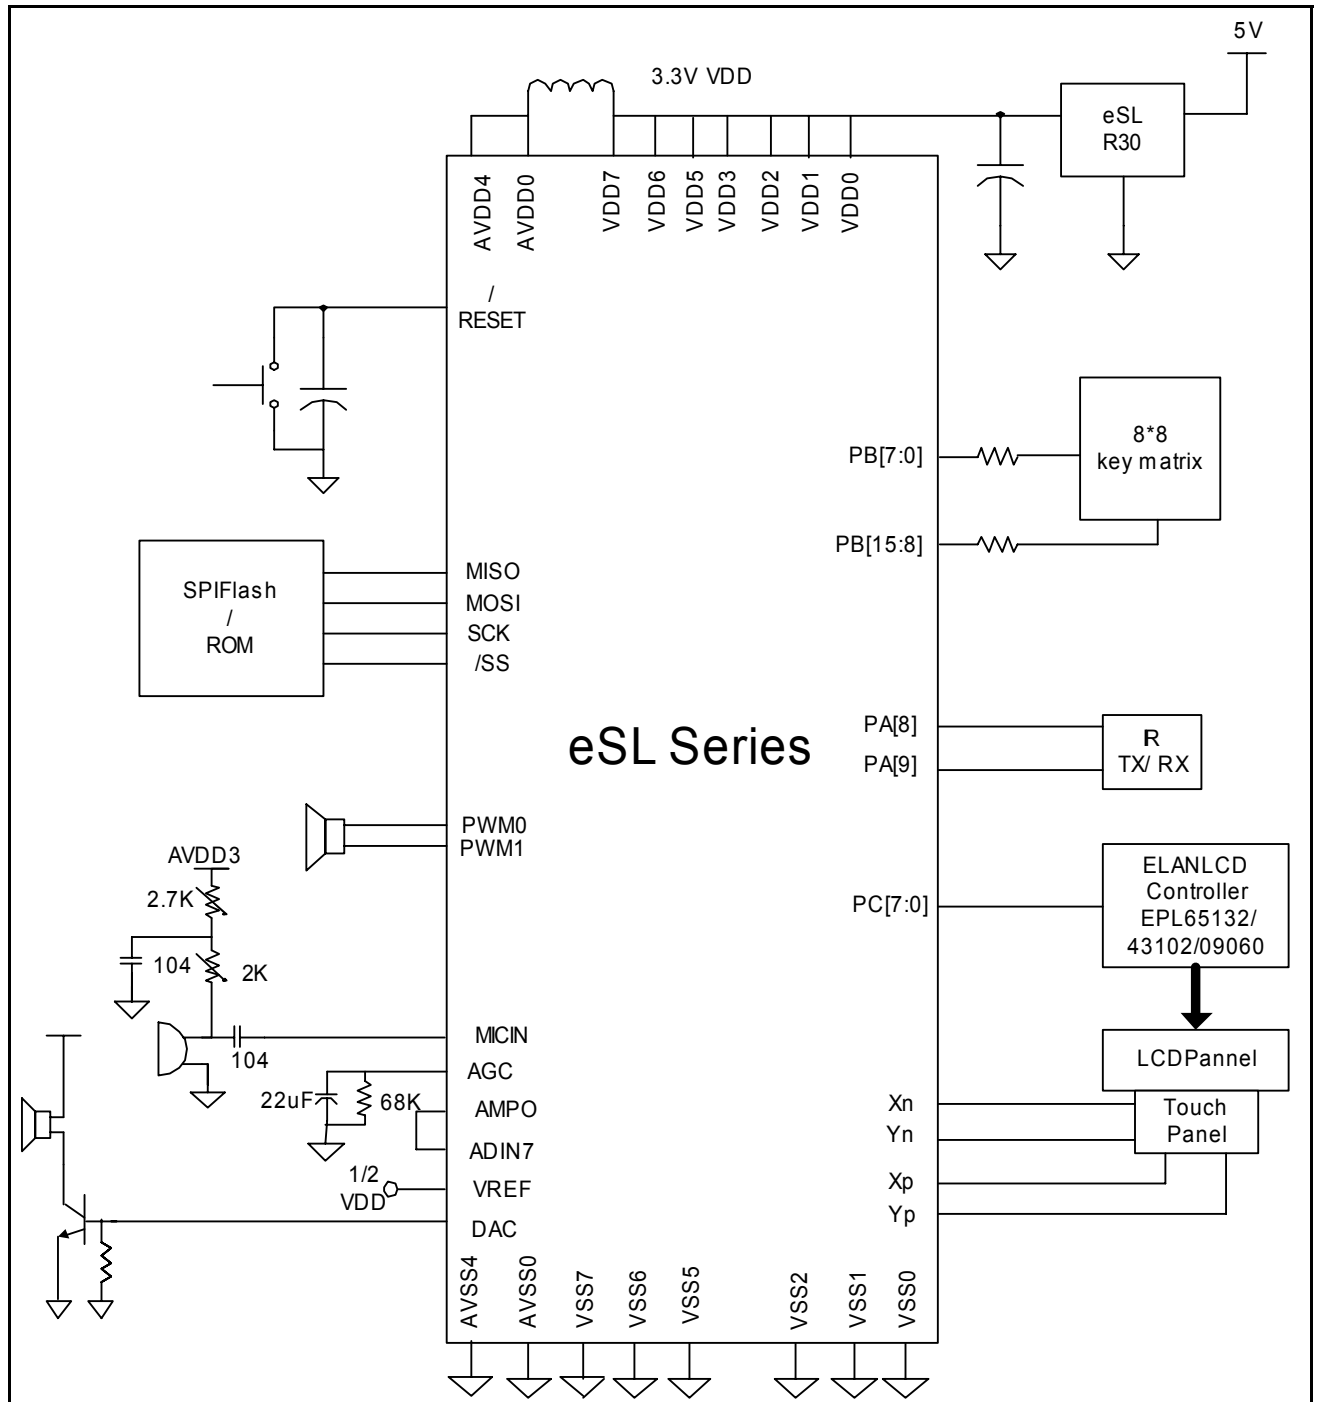 5V
3.3V VDD
eSL
R30
AVDD4
AVDD0
VDD7
VDD6
VDD5
VDD3
VDD2
VDD1
VDD0
/
RESET
8*8
key matrix
PB[7:0]
PB[15:8]
SPIFlash
/
ROM
MISO
MOSI
SCK
/SS
eSL Series
PA[8]
PA[9]
IR
TX/ RX
PWM0
PWM1
AVDD3
2.7K
104
2K
PC[7:0]
ELANLCD
Controller
EPL65132/
43102/09060
MICIN
104
AGC
22uF
68K
AMPO
ADIN7
1/2
VDD
VREF
DAC
LCDPannel
Touch
Panel
Xn
Yn
Xp
Yp
AVSS4
AVSS0
VSS7
VSS6
VSS5
VSS2
VSS1
VSS0